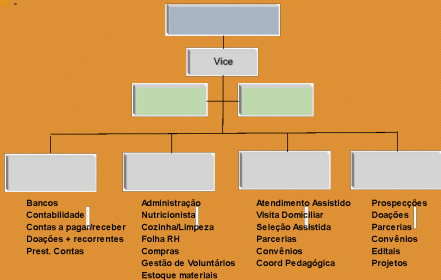 Vice
Bancos
Contabilidade
Contas a pagar/receber
Doações + recorrentes
Prest. Contas
Administração
Nutricionista
Cozinha/Limpeza
Folha RH
Compras
Gestão de Voluntários
Estoque materiais
Atendimento Assistido
Visita Domiciliar
Seleção Assistida
Parcerias
Convênios
Coord Pedagógica
Prospecções
Doações
Parcerias
Convênios
Editais
Projetos